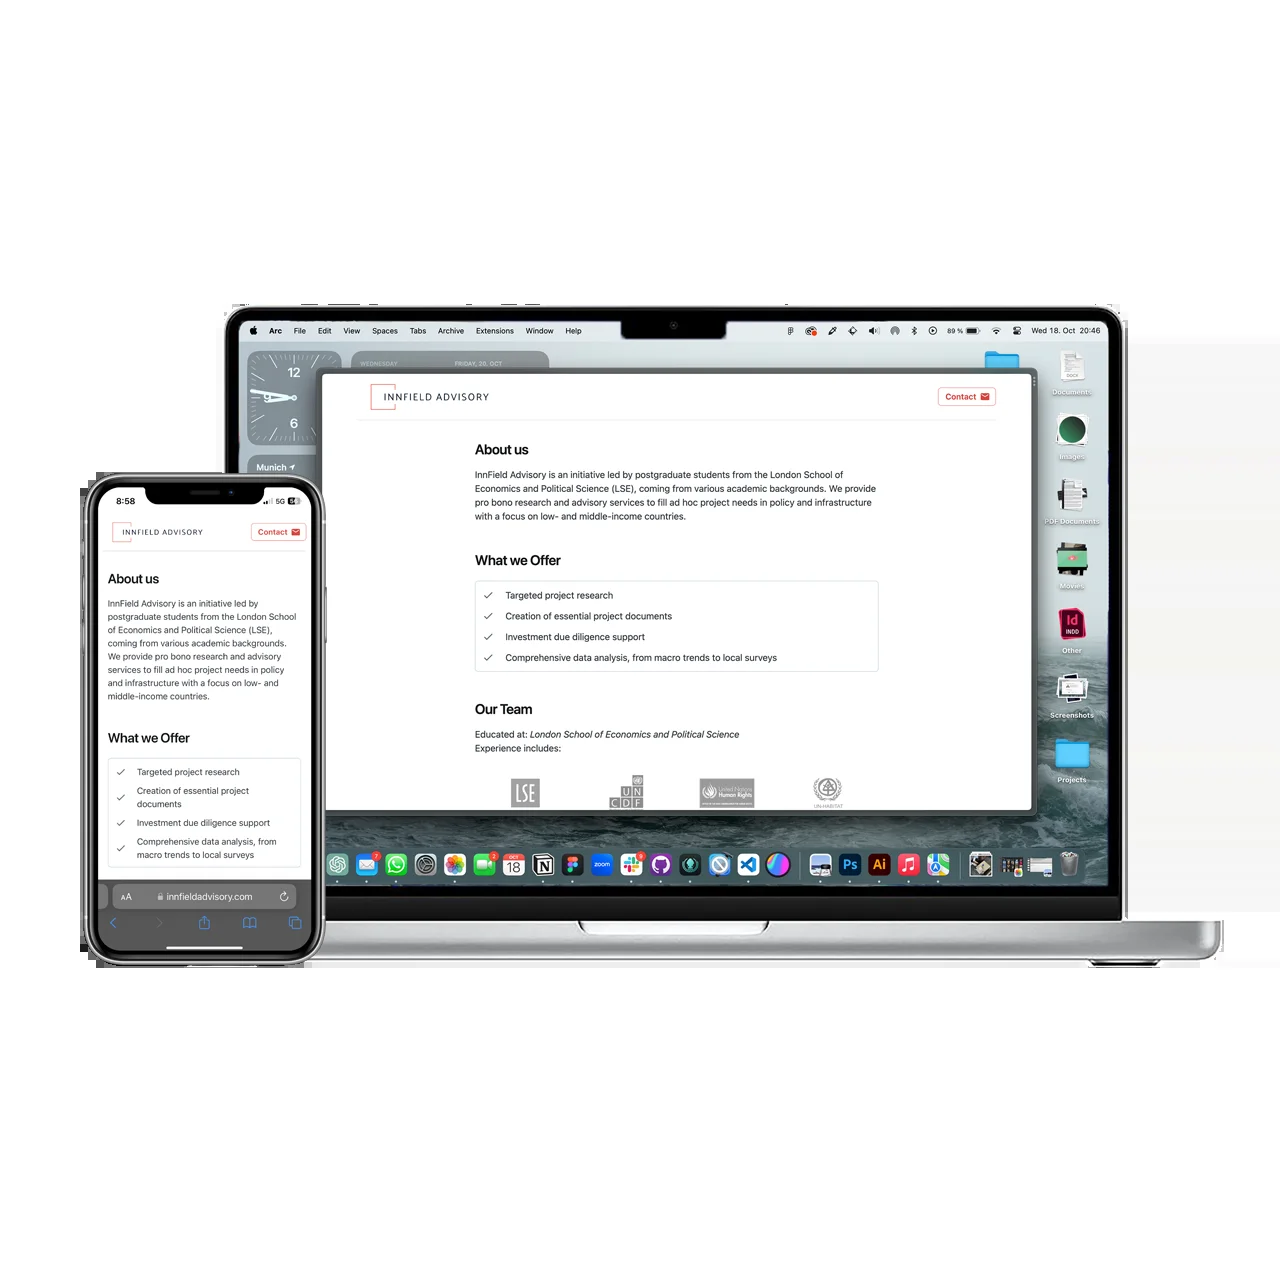 Arc File Edit View Spaces Tabs Archive Extensions Window Help
89 % Wed 18. Oct 20:46
12
9
6
WEDNESDAY FRIDAY, 20. OCT
Munich
INNFIELD ADVISORY
Contact
About us
InnField Advisory is an initiative led by postgraduate students from the London School of
Economics and Political Science (LSE), coming from various academic backgrounds. We provide
pro bono research and advisory services to fill ad hoc project needs in policy and infrastructure
with a focus on low- and middle-income countries.
What we Offer
Targeted project research
Creation of essential project documents
Investment due diligence support
Comprehensive data analysis, from macro trends to local surveys
Our Team
Educated at: London School of Economics and Political Science
Experience includes:
LSE
UN
CDF
United Nations
Human Rights
UN-HABITAT
DOCX
Documents
Images
PDF Documents
Movies
Id
INDD
Other
Screenshots
Projects
7
2
OCT
18
zoom
9
Ps
Ai
8:58
5G
INNFIELD ADVISORY
Contact
About us
InnField Advisory is an initiative led by
postgraduate students from the London School
of Economics and Political Science (LSE),
coming from various academic backgrounds.
We provide pro bono research and advisory
services to fill ad hoc project needs in policy
and infrastructure with a focus on low- and
middle-income countries.
What we Offer
Targeted project research
Creation of essential project
documents
Investment due diligence support
Comprehensive data analysis, from
macro trends to local surveys
AA innfieldadvisory.com